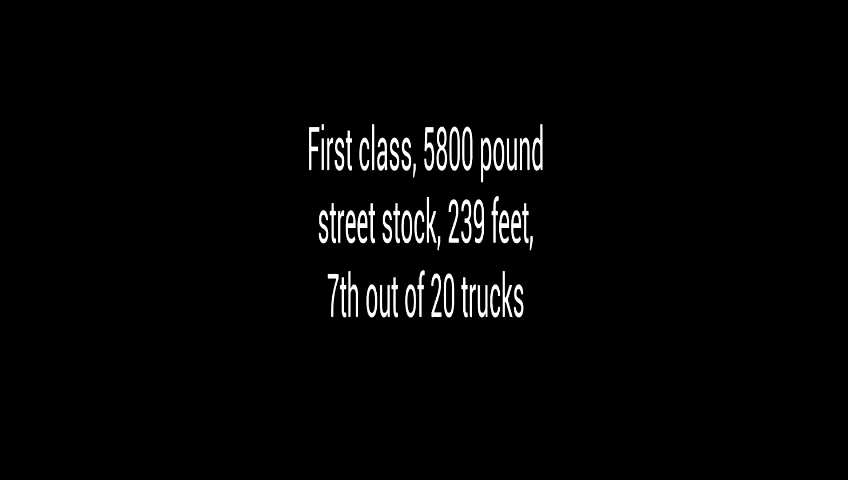 First class, 5800 pound
street stock, 239 feet,
7th out of 20 trucks